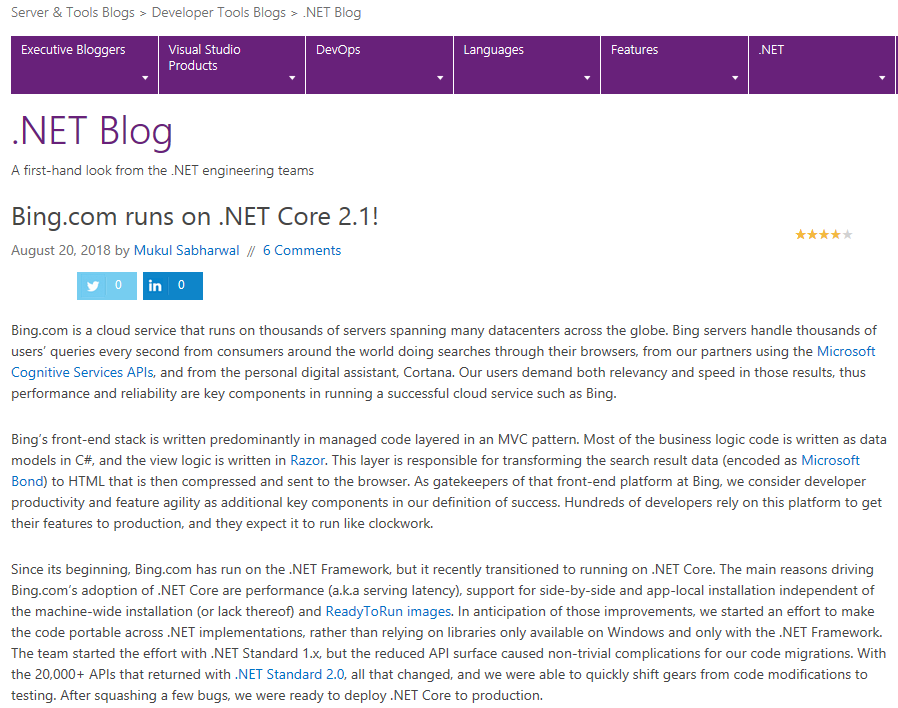 Server & Tools Blogs > Developer Tools Blogs > .NET Blog
Executive Bloggers
Visual Studio
Products
DevOps
Languages
Features
.NET
.NET Blog
A first-hand look from the .NET engineering teams
Bing.com runs on .NET Core 2.1!
August 20, 2018 by Mukul Sabharwal // 6 Comments
0
in 0
Bing.com is a cloud service that runs on thousands of servers spanning many datacenters across the globe. Bing servers handle thousands of
users’ queries every second from consumers around the world doing searches through their browsers, from our partners using the Microsoft
Cognitive Services APIs, and from the personal digital assistant, Cortana. Our users demand both relevancy and speed in those results, thus
performance and reliability are key components in running a successful cloud service such as Bing.
Bing’s front-end stack is written predominantly in managed code layered in an MVC pattern. Most of the business logic code is written as data
models in C#, and the view logic is written in Razor. This layer is responsible for transforming the search result data (encoded as Microsoft
Bond) to HTML that is then compressed and sent to the browser. As gatekeepers of that front-end platform at Bing, we consider developer
productivity and feature agility as additional key components in our definition of success. Hundreds of developers rely on this platform to get
their features to production, and they expect it to run like clockwork.
Since its beginning, Bing.com has run on the .NET Framework, but it recently transitioned to running on .NET Core. The main reasons driving
Bing.com’s adoption of .NET Core are performance (a.k.a serving latency), support for side-by-side and app-local installation independent of
the machine-wide installation (or lack thereof) and ReadyToRun images. In anticipation of those improvements, we started an effort to make
the code portable across .NET implementations, rather than relying on libraries only available on Windows and only with the .NET Framework.
The team started the effort with .NET Standard 1.x, but the reduced API surface caused non-trivial complications for our code migrations. With
the 20,000+ APIs that returned with .NET Standard 2.0, all that changed, and we were able to quickly shift gears from code modifications to
testing. After squashing a few bugs, we were ready to deploy .NET Core to production.